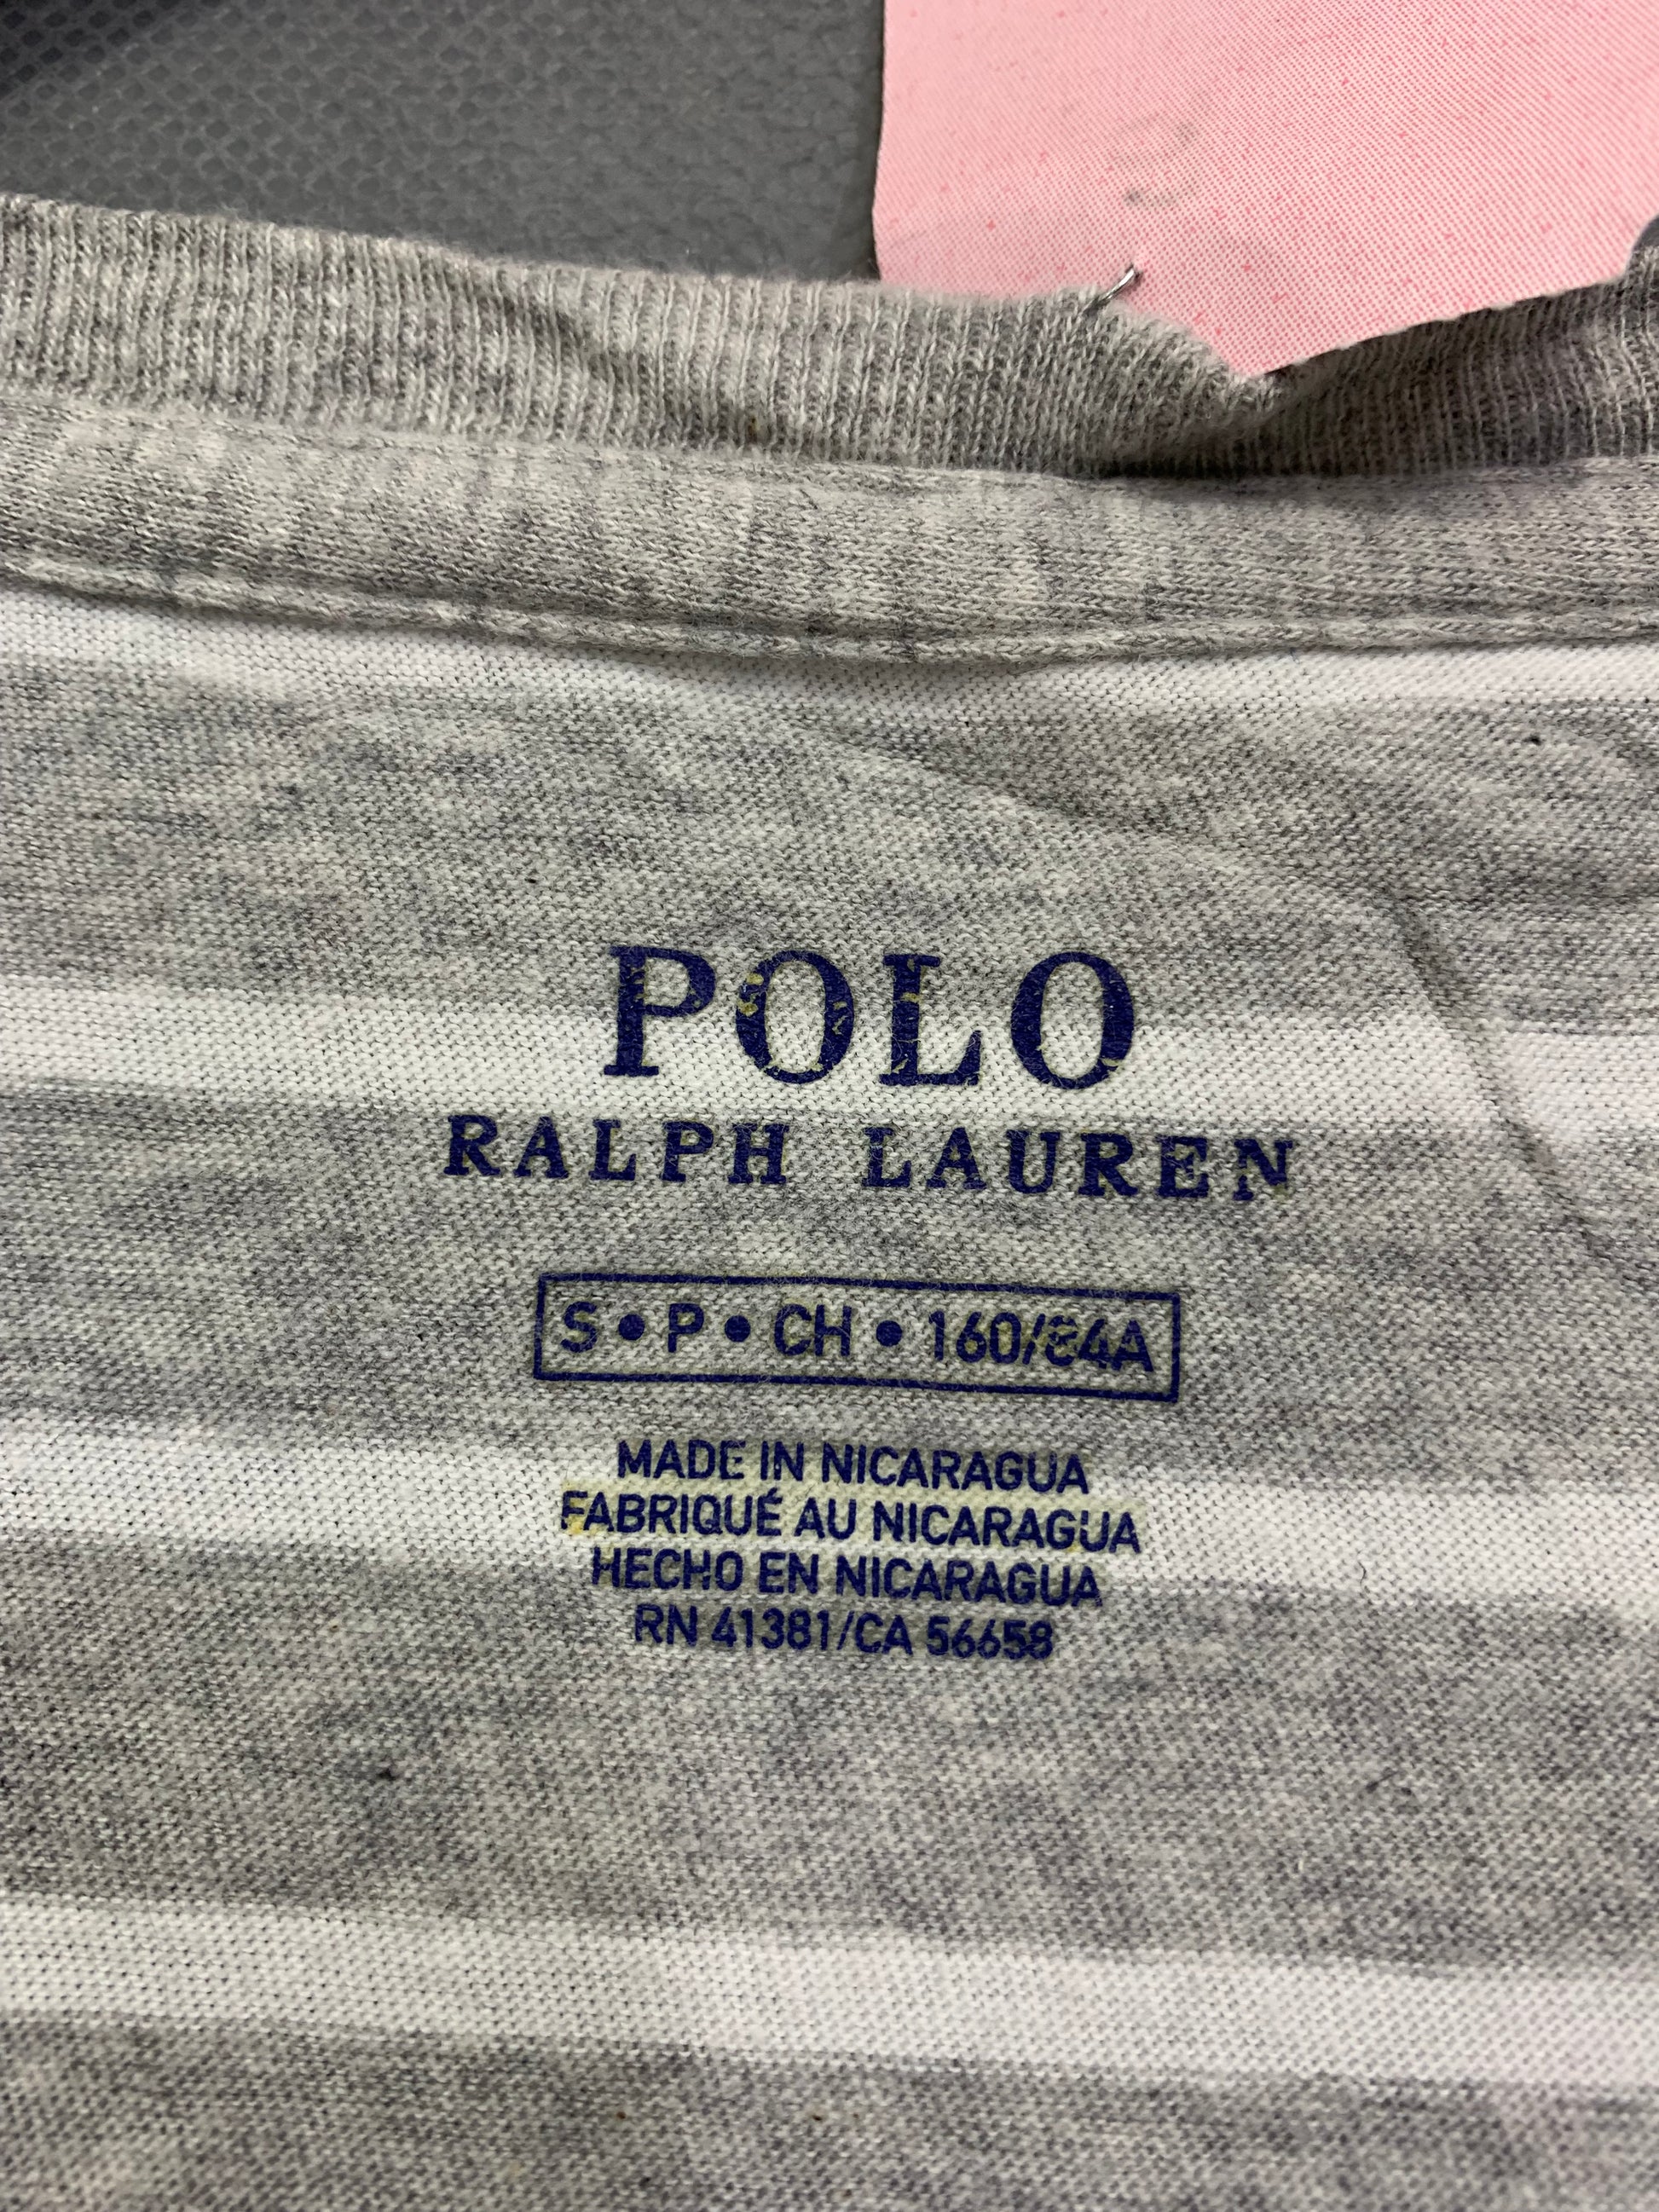 POLO
RALPH LAUREN
S • P • CH • 160/84A
MADE IN NICARAGUA
FABRIQUÉ AU NICARAGUA
HECHO EN NICARAGUA
RN 41381/CA 56658